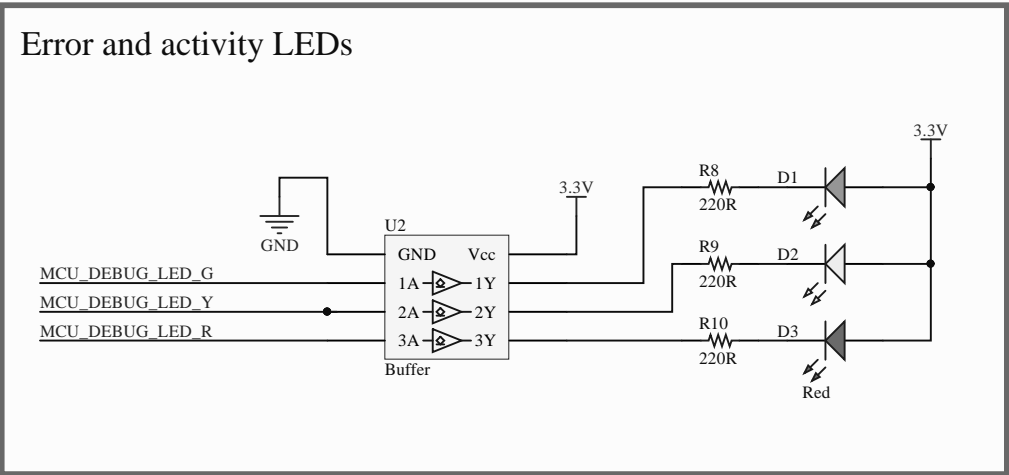 Error and activity LEDs
3.3V
R8
D1
220R
3.3V
GND
U2
GND Vcc
R9
D2
220R
MCU_DEBUG_LED_G
1A 1Y
MCU_DEBUG_LED_Y
2A 2Y
MCU_DEBUG_LED_R
3A 3Y
R10
D3
220R
Buffer
Red